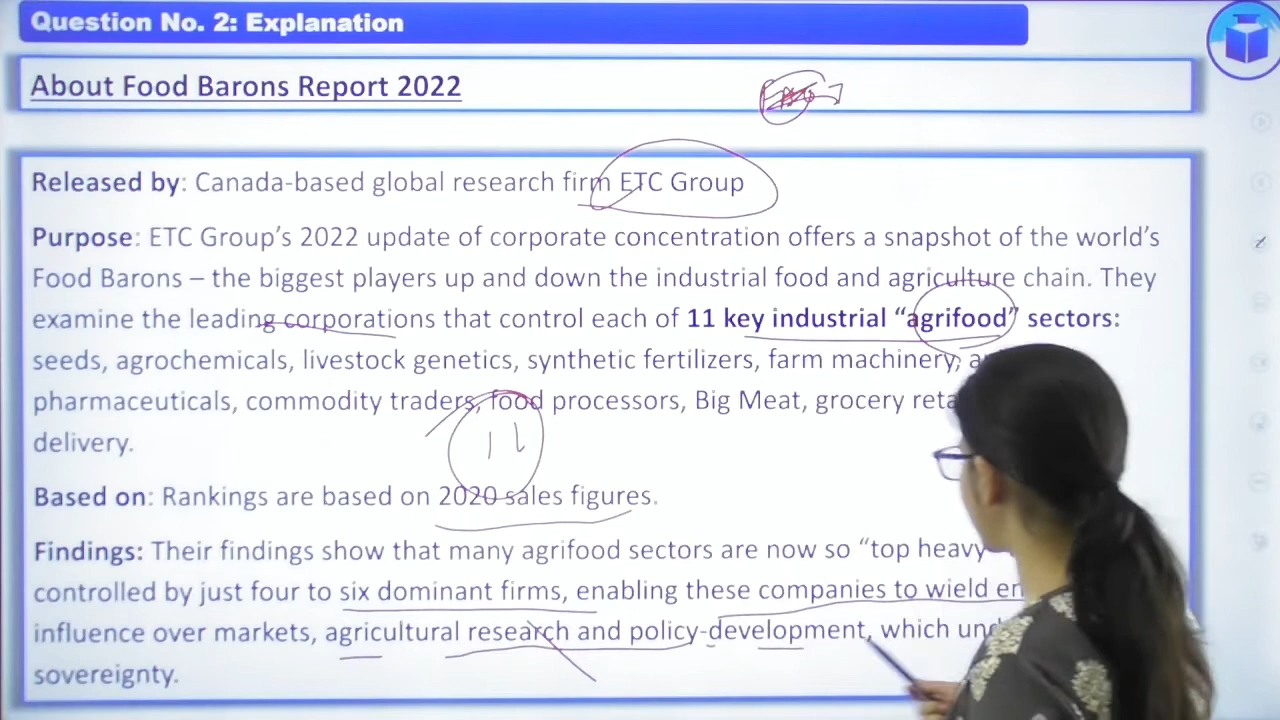 Question No. 2: Explanation
About Food Barons Report 2022
Released by: Canada-based global research firm ETC Group
Purpose: ETC Group's 2022 update of corporate concentration offers a snapshot of the world's
Food Barons – the biggest players up and down the industrial food and agriculture chain. They
examine the leading corporations that control each of 11 key industrial “agrifood” sectors:
seeds, agrochemicals, livestock genetics, synthetic fertilizers, farm machinery,
pharmaceuticals, commodity traders, food processors, Big Meat, grocery
delivery.
11
Based on: Rankings are based on 2020 sales figures.
Findings: Their findings show that many agrifood sectors are now so “top heavy
controlled by just four to six dominant firms, enabling these companies to wield
influence over markets, agricultural research and policy-development, which
sovereignty.